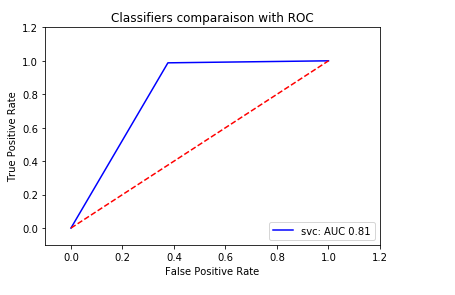 Classifiers comparaison with ROC
1.2
1.0
0.8
0.6
0.4
0.2
0.0
True Positive Rate
svc: AUC 0.81
0.0 0.2 0.4 0.6 0.8 1.0 1.2
False Positive Rate